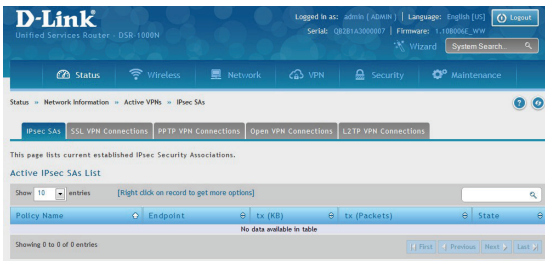 D-Link
Logged in as: admin ( ADMIN ) | Language: English [US] Logout
Unified Services Router - DSR-1000N
Serial: QB2B1A3000007 | Firmware: 1.10B006E_WW
Wizard System Search..
Status Wireless Network VPN Security Maintenance
Status » Network Information » Active VPNs » IPsec SAs
IPsec SAs SSL VPN Connections PPTP VPN Connections Open VPN Connections L2TP VPN Connections
This page lists current established IPsec Security Associations.
Active IPsec SAs List
Show 10 entries [Right click on record to get more options]
Policy Name Endpoint tx (KB) tx (Packets) State
No data available in table
Showing 0 to 0 of 0 entries
First Previous Next Last